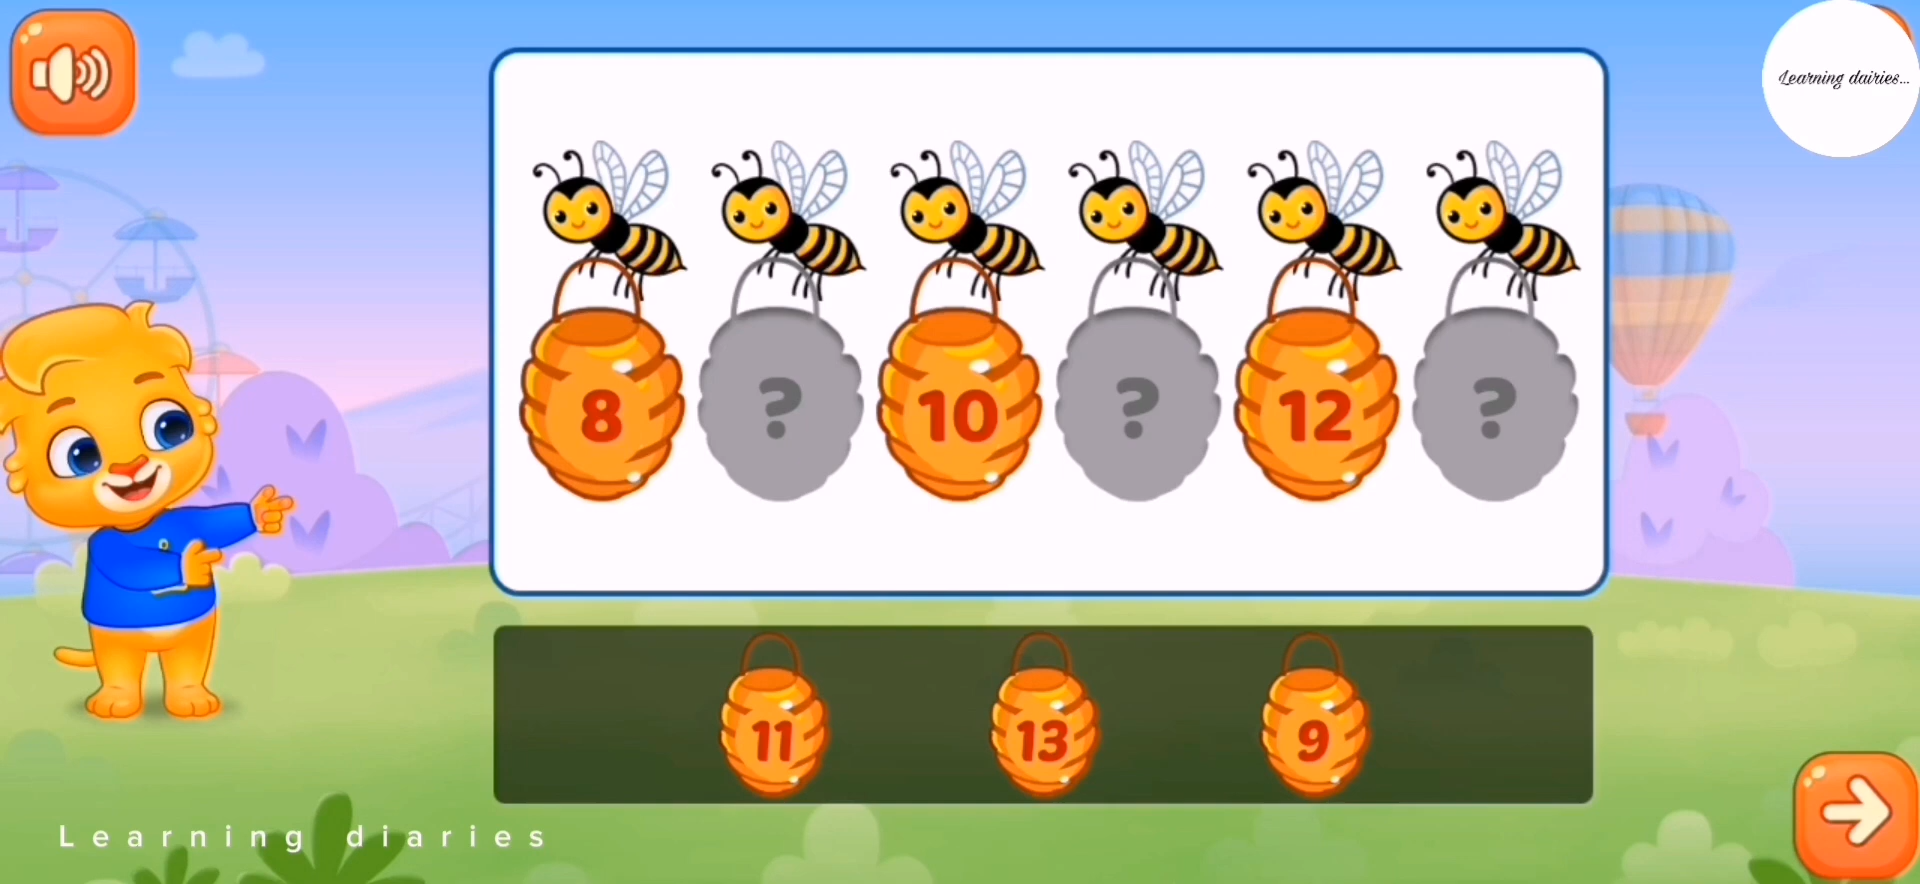 Learning dairies...
8 ? 10 ? 12 ?
11 13 9
Learning diaries